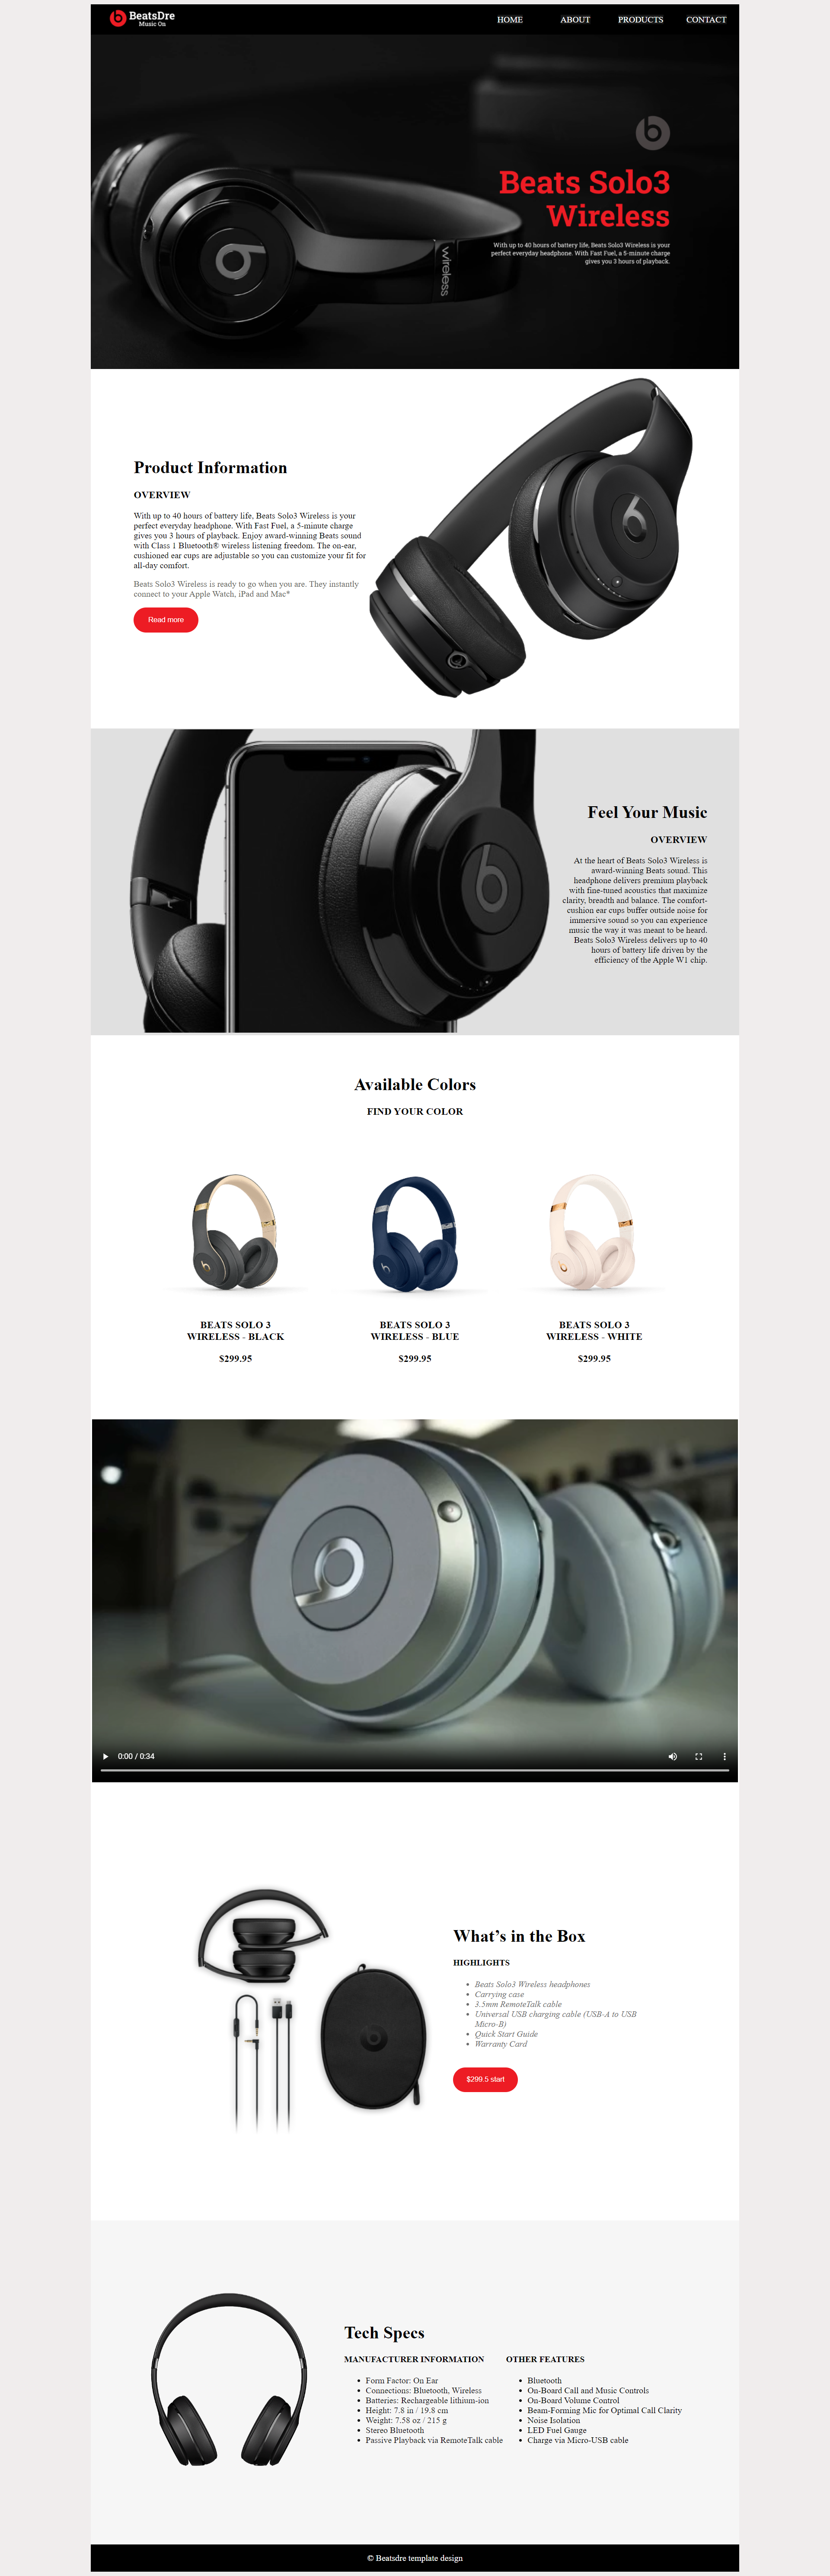 BeatsDre
Music On
HOME ABOUT PRODUCTS CONTACT
Beats Solo3
Wireless
With up to 40 hours of battery life, Beats Solo3 Wireless is your
perfect everyday headphone. With Fast Fuel, a 5-minute charge
gives you 3 hours of playback.
wireless
Product Information
OVERVIEW
With up to 40 hours of battery life, Beats Solo3 Wireless is your
perfect everyday headphone. With Fast Fuel, a 5-minute charge
gives you 3 hours of playback. Enjoy award-winning Beats sound
with Class 1 Bluetooth® wireless listening freedom. The on-ear,
cushioned ear cups are adjustable so you can customize your fit for
all-day comfort.
Beats Solo3 Wireless is ready to go when you are. They instantly
connect to your Apple Watch, iPad and Mac*
Read more
Feel Your Music
OVERVIEW
At the heart of Beats Solo3 Wireless is
award-winning Beats sound. This
headphone delivers premium playback
with fine-tuned acoustics that maximize
clarity, breadth and balance. The comfort-
cushion ear cups buffer outside noise for
immersive sound so you can experience
music the way it was meant to be heard.
Beats Solo3 Wireless delivers up to 40
hours of battery life driven by the
efficiency of the Apple W1 chip.
Available Colors
FIND YOUR COLOR
BEATS SOLO 3
WIRELESS - BLACK
$299.95
BEATS SOLO 3
WIRELESS - BLUE
$299.95
BEATS SOLO 3
WIRELESS - WHITE
$299.95
0:00 / 0:34
What’s in the Box
HIGHLIGHTS
• Beats Solo3 Wireless headphones
• Carrying case
• 3.5mm RemoteTalk cable
• Universal USB charging cable (USB-A to USB
Micro-B)
• Quick Start Guide
• Warranty Card
$299.5 start
Tech Specs
MANUFACTURER INFORMATION
• Form Factor: On Ear
• Connections: Bluetooth, Wireless
• Batteries: Rechargeable lithium-ion
• Height: 7.8 in / 19.8 cm
• Weight: 7.58 oz / 215 g
• Stereo Bluetooth
• Passive Playback via RemoteTalk cable
OTHER FEATURES
• Bluetooth
• On-Board Call and Music Controls
• On-Board Volume Control
• Beam-Forming Mic for Optimal Call Clarity
• Noise Isolation
• LED Fuel Gauge
• Charge via Micro-USB cable
© Beatsdre template design